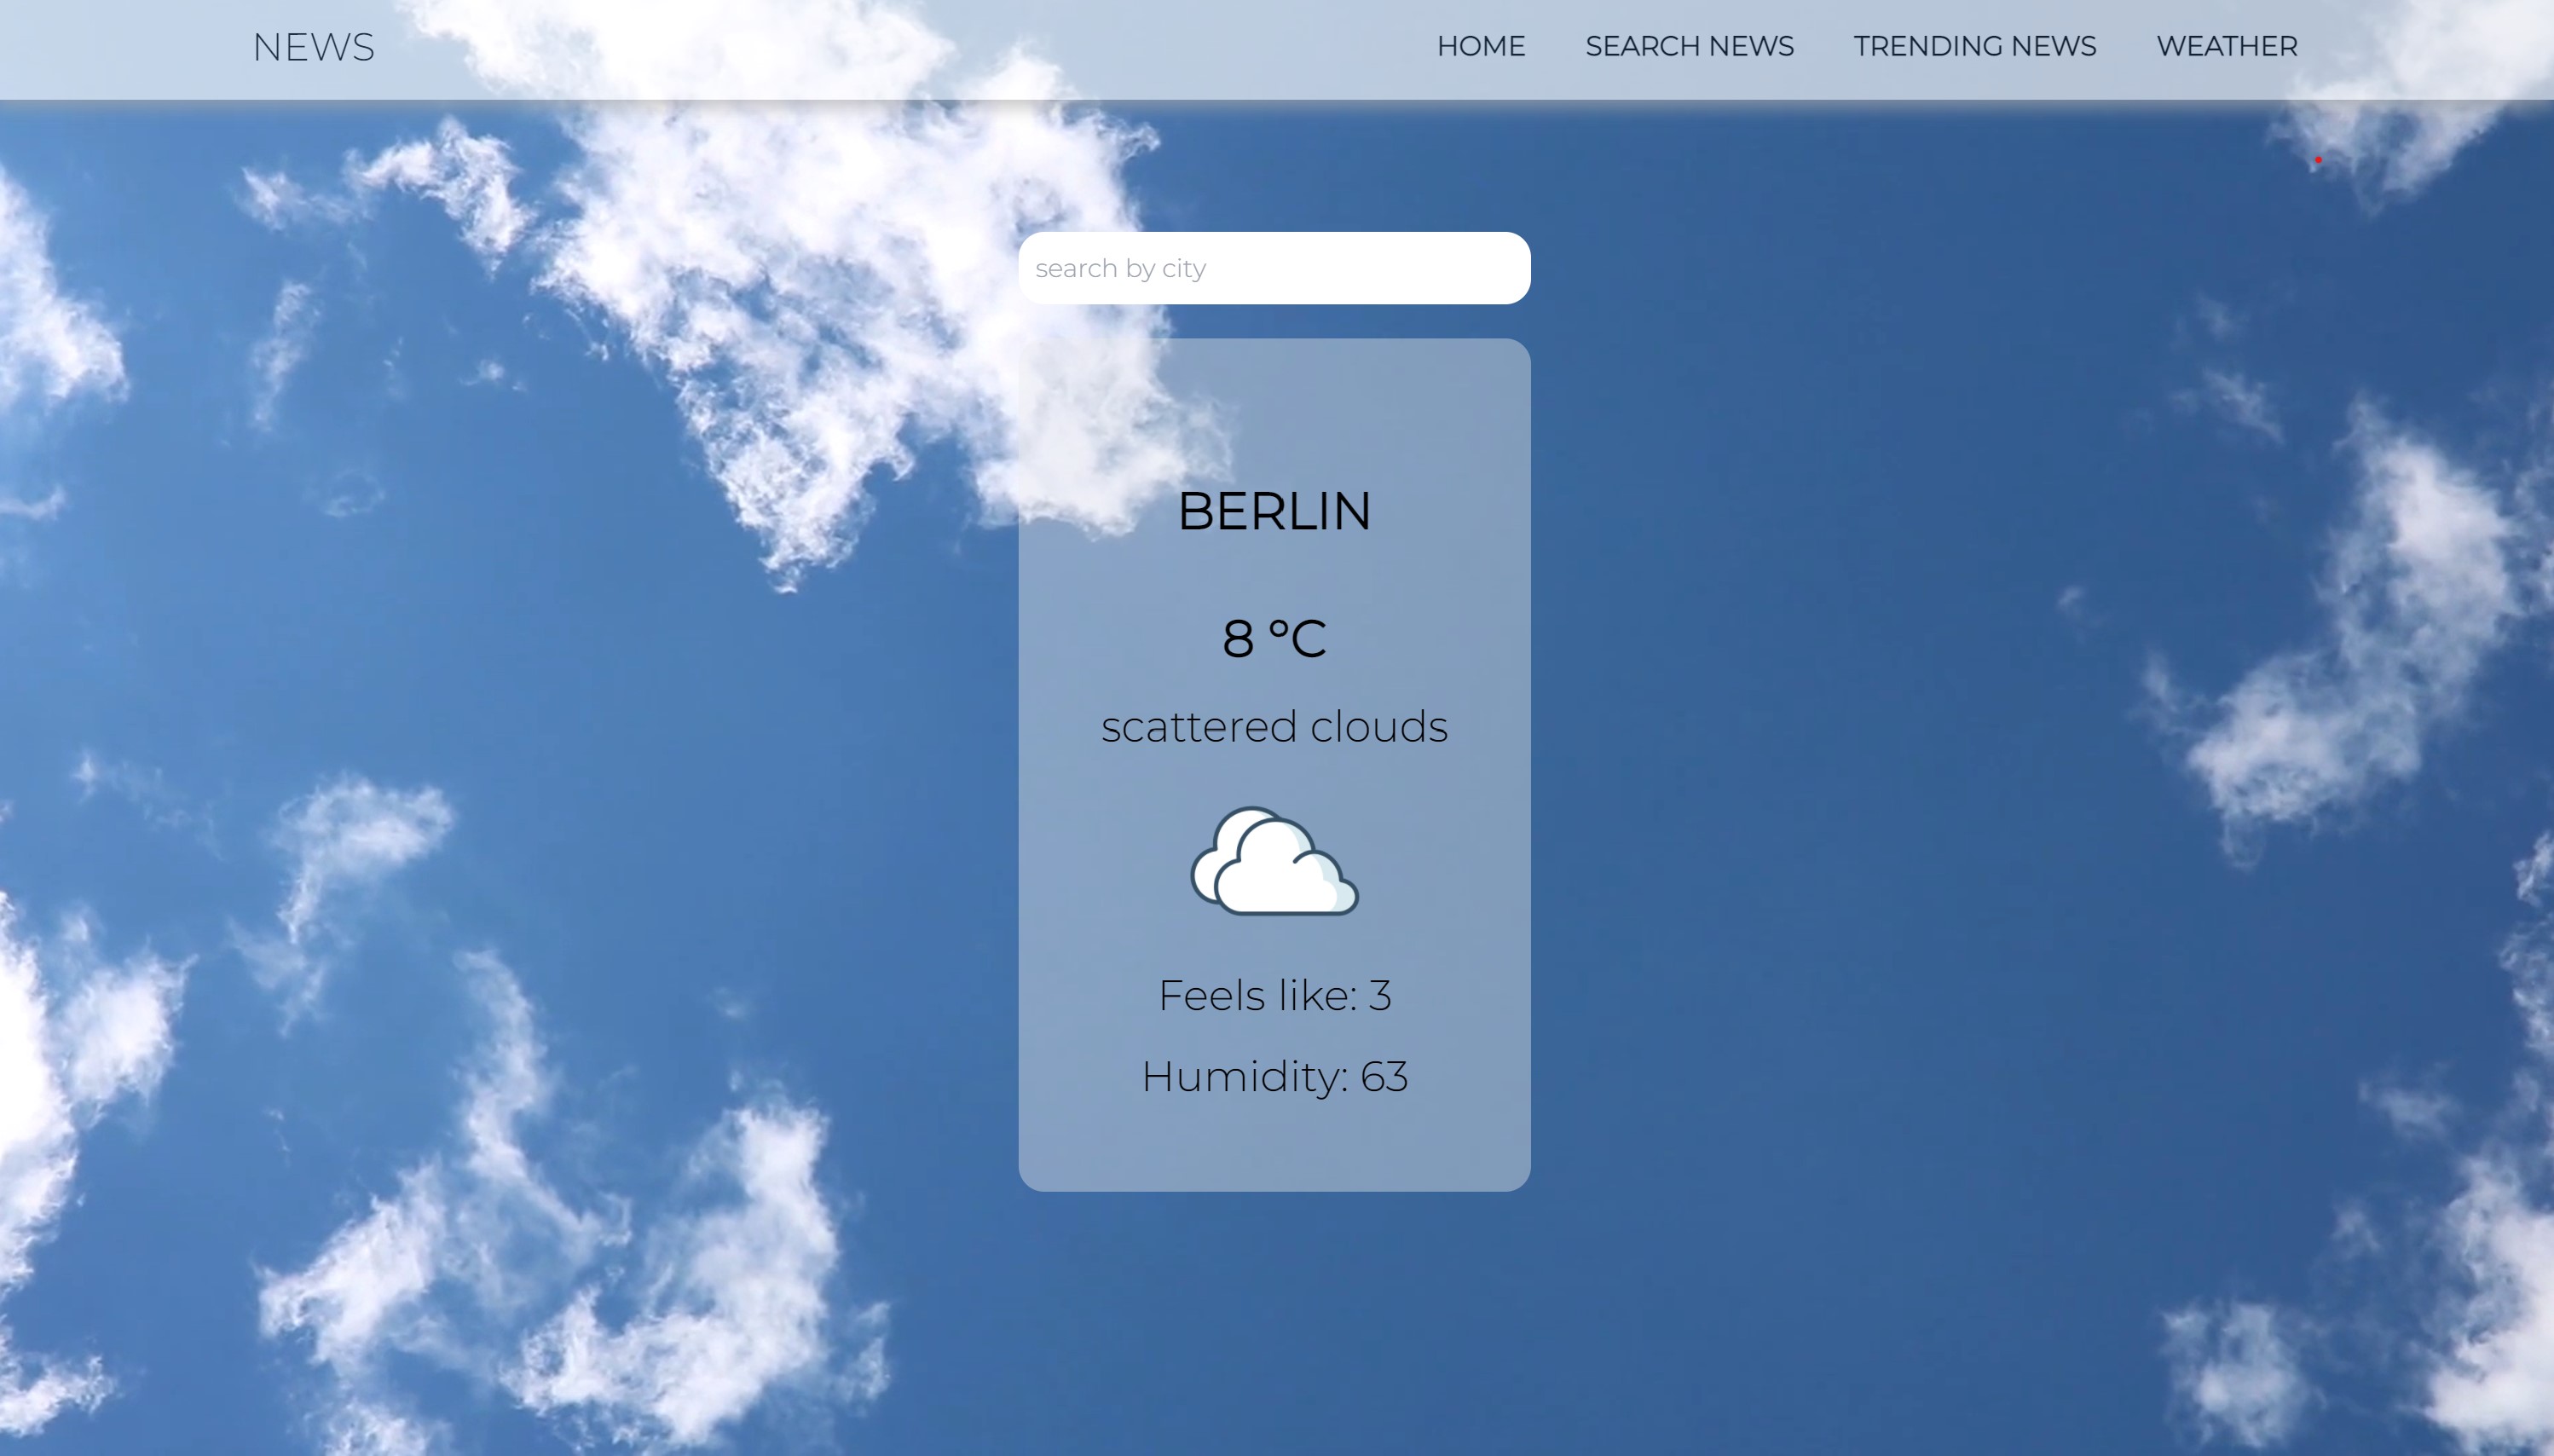 NEWS
HOME SEARCH NEWS TRENDING NEWS WEATHER
search by city
BERLIN
8 °C
scattered clouds
Feels like: 3
Humidity: 63